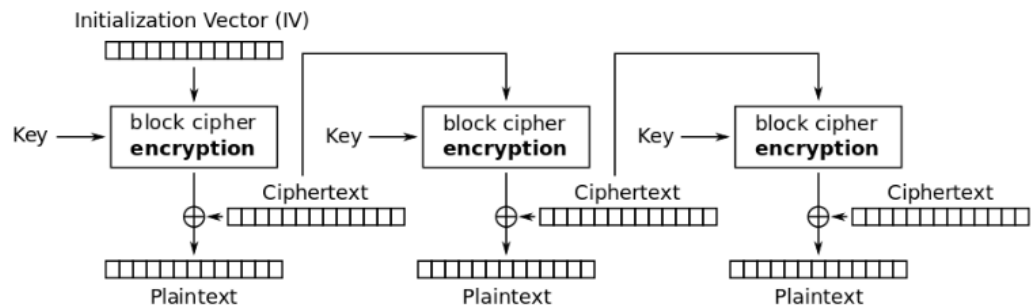 Initialization Vector (IV)
Key
block cipher
encryption
Key
block cipher
encryption
Key
block cipher
encryption
Ciphertext
Ciphertext
Ciphertext
Plaintext
Plaintext
Plaintext